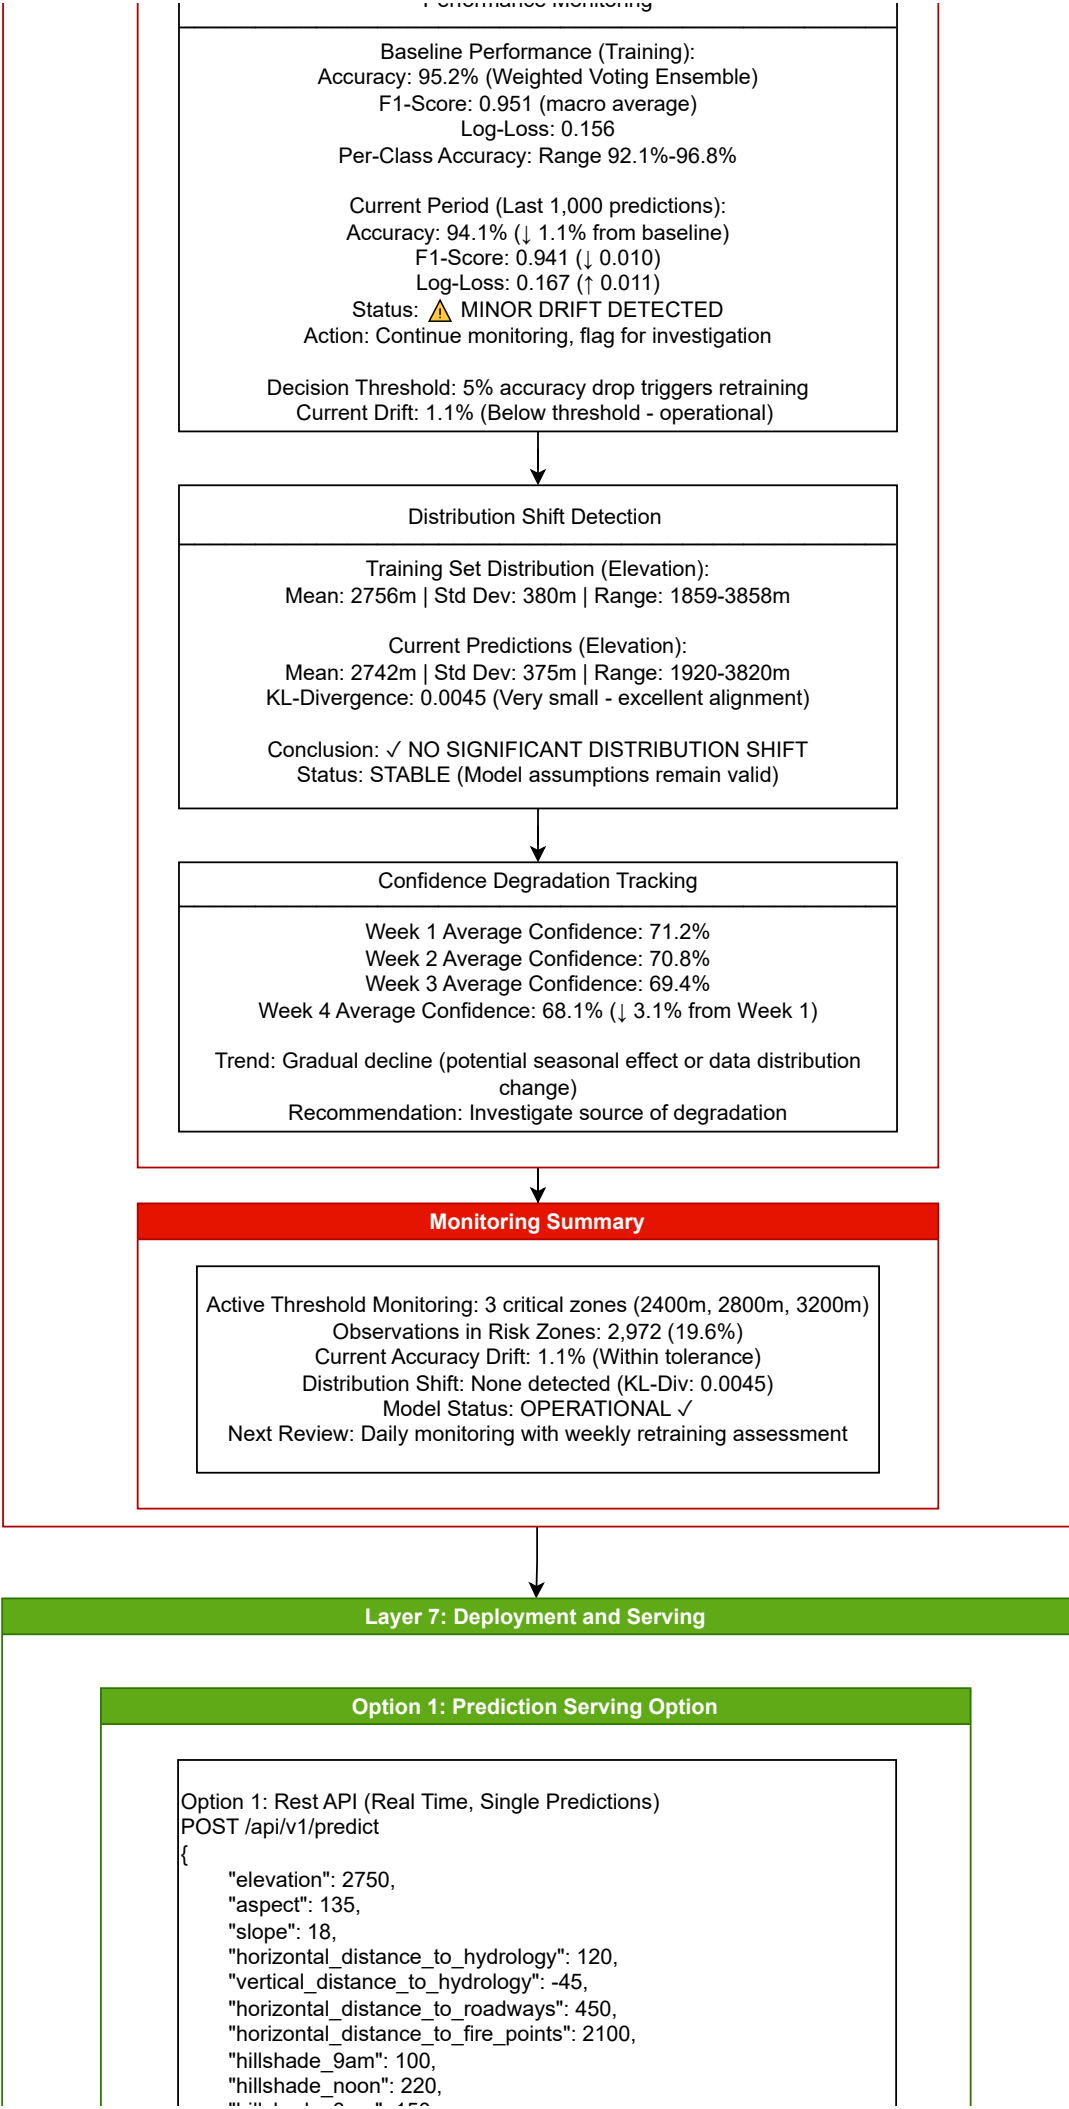 Performance Monitoring
Baseline Performance (Training):
Accuracy: 95.2% (Weighted Voting Ensemble)
F1-Score: 0.951 (macro average)
Log-Loss: 0.156
Per-Class Accuracy: Range 92.1%-96.8%
Current Period (Last 1,000 predictions):
Accuracy: 94.1% (↓ 1.1% from baseline)
F1-Score: 0.941 (↓ 0.010)
Log-Loss: 0.167 (↑ 0.011)
Status: ⚠️ MINOR DRIFT DETECTED
Action: Continue monitoring, flag for investigation
Decision Threshold: 5% accuracy drop triggers retraining
Current Drift: 1.1% (Below threshold - operational)
Distribution Shift Detection
Training Set Distribution (Elevation):
Mean: 2756m | Std Dev: 380m | Range: 1859-3858m
Current Predictions (Elevation):
Mean: 2742m | Std Dev: 375m | Range: 1920-3820m
KL-Divergence: 0.0045 (Very small - excellent alignment)
Conclusion: ✓ NO SIGNIFICANT DISTRIBUTION SHIFT
Status: STABLE (Model assumptions remain valid)
Confidence Degradation Tracking
Week 1 Average Confidence: 71.2%
Week 2 Average Confidence: 70.8%
Week 3 Average Confidence: 69.4%
Week 4 Average Confidence: 68.1% (↓ 3.1% from Week 1)
Trend: Gradual decline (potential seasonal effect or data distribution
change)
Recommendation: Investigate source of degradation
Monitoring Summary
Active Threshold Monitoring: 3 critical zones (2400m, 2800m, 3200m)
Observations in Risk Zones: 2,972 (19.6%)
Current Accuracy Drift: 1.1% (Within tolerance)
Distribution Shift: None detected (KL-Div: 0.0045)
Model Status: OPERATIONAL ✓
Next Review: Daily monitoring with weekly retraining assessment
Layer 7: Deployment and Serving
Option 1: Prediction Serving Option
Option 1: Rest API (Real Time, Single Predictions)
POST /api/v1/predict
{
"elevation": 2750,
"aspect": 135,
"slope": 18,
"horizontal_distance_to_hydrology": 120,
"vertical_distance_to_hydrology": -45,
"horizontal_distance_to_roadways": 450,
"horizontal_distance_to_fire_points": 2100,
"hillshade_9am": 100,
"hillshade_noon": 220,